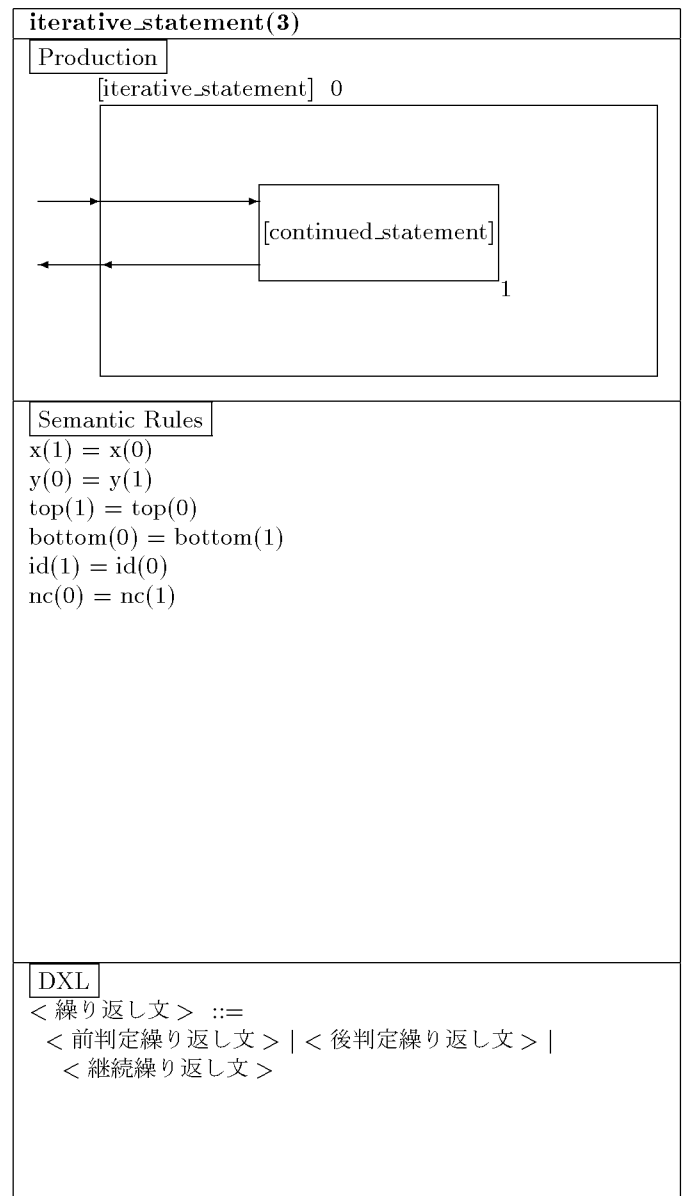 iterative_statement(3)
Production
[iterative_statement] 0
[continued_statement]
1
Semantic Rules
x(1) = x(0)
y(0) = y(1)
top(1) = top(0)
bottom(0) = bottom(1)
id(1) = id(0)
nc(0) = nc(1)
DXL
< 繰り返し文 > ::=
< 前判定繰り返し文 > | < 後判定繰り返し文 > |
< 継続繰り返し文 >